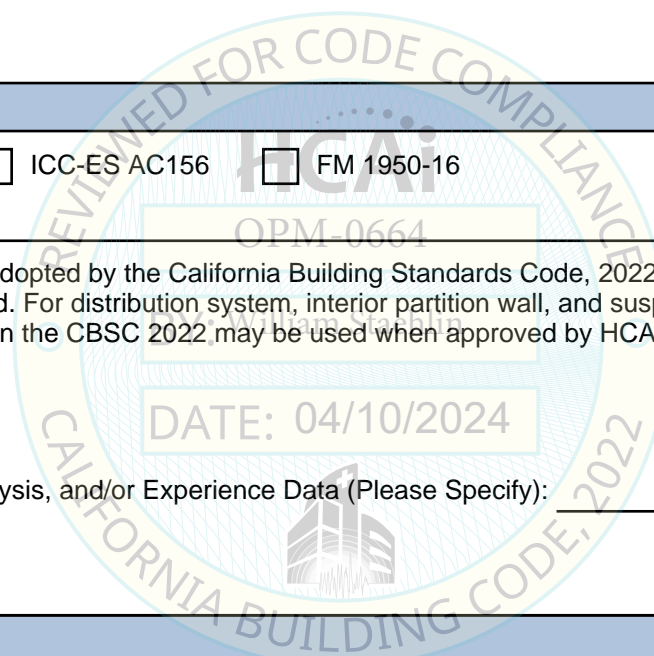 REVIEWED FOR CODE COMPLIANCE
HCAi
ICC-ES AC156 FM 1950-16
OPM-0664
dopted by the California Building Standards Code, 2022
d. For distribution system, interior partition wall, and sus
BY: William Staehlin
n the CBSC 2022 may be used when approved by HCA
DATE: 04/10/2024
ysis, and/or Experience Data (Please Specify):
CALIFORNIA BUILDING CODE, 2022